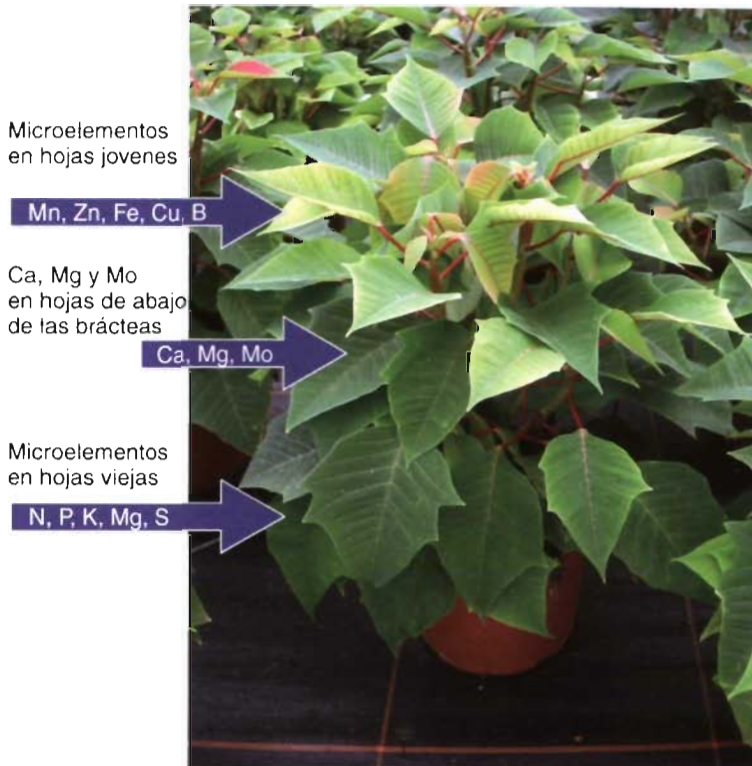 Microelementos
en hojas jovenes
Mn, Zn, Fe, Cu, B
Ca, Mg y Mo
en hojas de abajo
de las brácteas
Ca, Mg, Mo
Microelementos
en hojas viejas
N, P, K, Mg, S